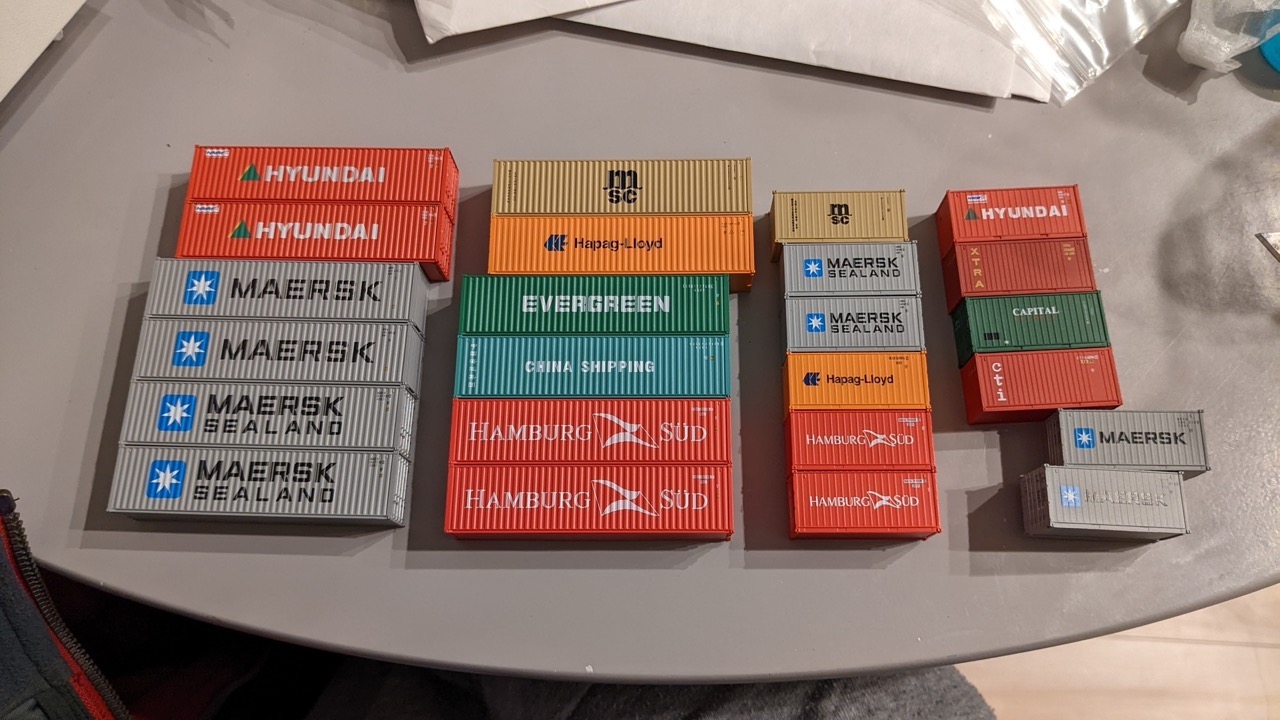 HYUNDAI
HYUNDAI
MAERSK
MAERSK
MAERSK
SEALAND
MAERSK
SEALAND
msc
Hapag-Lloyd
EVERGREEN
CHINA SHIPPING
HAMBURG SÜD
HAMBURG SÜD
msc
MAERSK
SEALAND
MAERSK
SEALAND
Hapag-Lloyd
HAMBURG SÜD
HAMBURG SÜD
HYUNDAI
XTRA
CAPITAL
cti
MAERSK
MAERSK